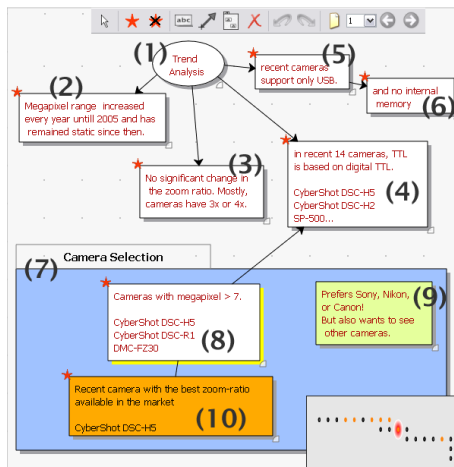 abc
1
(1)
Trend
Analysis
(5)
recent cameras
support only USB.
(2)
Megapixel range increased
every year untill 2005 and has
remained static since then.
and no internal
memory
(6)
(3)
No significant change in
the zoom ratio. Mostly,
cameras have 3x or 4x.
in recent 14 cameras, TTL
is based on digital TTL.
CyberShot DSC-H5
CyberShot DSC-H2
SP-500...
(4)
(7)
Camera Selection
Cameras with megapixel > 7.
CyberShot DSC-H5
CyberShot DSC-R1
DMC-FZ30
(8)
Prefers Sony, Nikon,
or Canon!
But also wants to see
other cameras.
(9)
Recent camera with the best zoom-ratio
available in the market
CyberShot DSC-H5
(10)